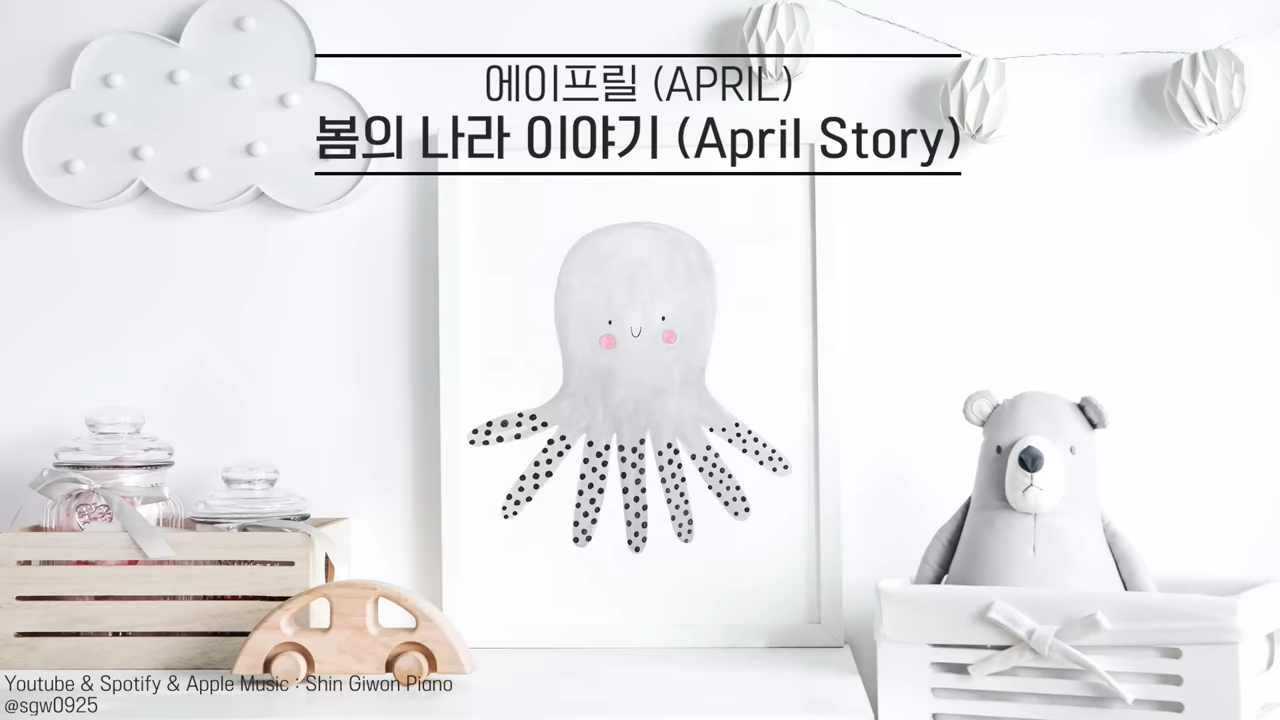 에이프릴 (APRIL)
봄의 나라 이야기 (April Story)
Youtube & Spotify & Apple Music : Shin Giwon Piano
@sgw0925